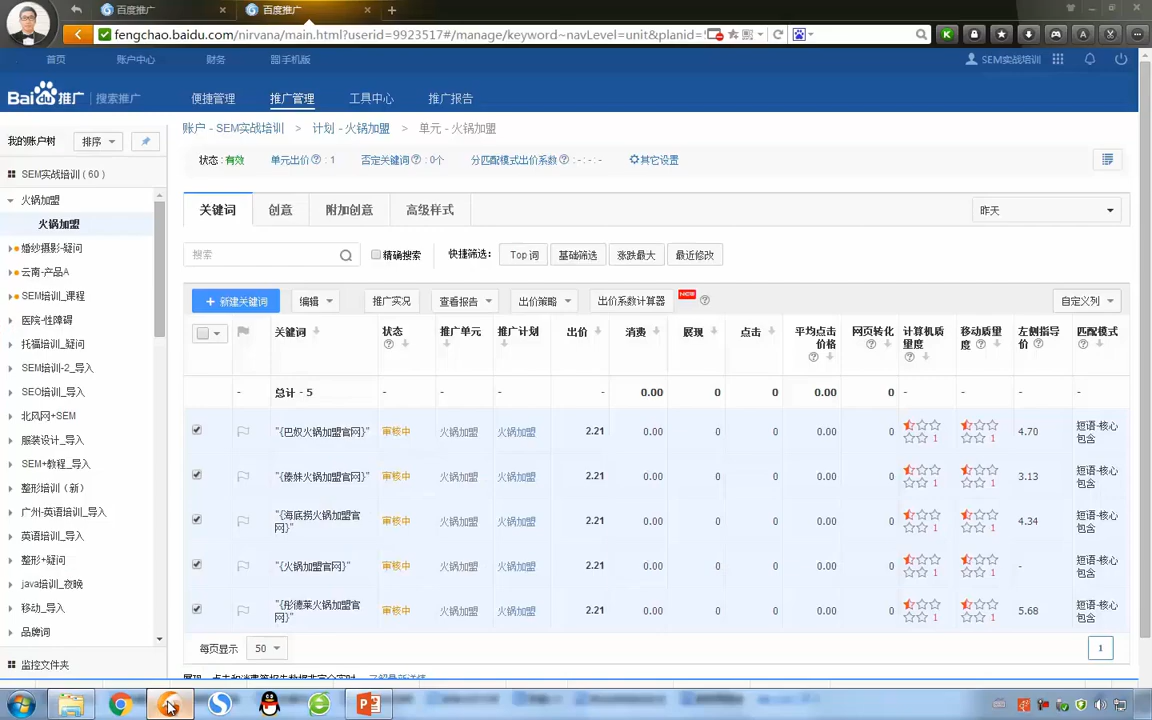 百度推广
百度推广
fengchao.baidu.com/nirvana/main.html?userid=9923517#/manage/keyword~navLevel=unit&planid=
首页 账户中心 财务 手机版 SEM实战培训
Bai 推广 搜索推广 便捷管理 推广管理 工具中心 推广报告
我的账户树 排序
SEM实战培训 ( 60 )
火锅加盟
火锅加盟
婚纱摄影-疑问
云南-产品A
SEM培训_课程
医院-性障碍
托福培训_疑问
SEM培训-2_导入
SEO培训_导入
北风网+SEM
服装设计_导入
SEM+教程_导入
整形培训（新）
广州-英语培训_导入
英语培训_导入
整形+疑问
java培训_夜晚
移动_导入
品牌词
监控文件夹
账户 - SEM实战培训 > 计划 - 火锅加盟 > 单元 - 火锅加盟
状态 : 有效 单元出价 : 1 否定关键词 : 0个 分匹配模式出价系数 : - : - : - 其它设置
关键词 创意 附加创意 高级样式 昨天
搜索 精确搜索 快捷筛选: Top 词 基础筛选 涨跌最大 最近修改
+ 新建关键词 编辑 推广实况 查看报告 出价策略 出价系数计算器 NEW 自定义列
关键词 状态 推广单元 推广计划 出价 消费 展现 点击 平均点击价格 网页转化 计算机质量度 移动质量度 左侧指导价 匹配模式
- 总计 - 5 - - - - 0.00 0 0 0.00 0 - - - -
"{巴奴火锅加盟官网}" 审核中 火锅加盟 火锅加盟 2.21 0.00 0 0 0.00 0 1 1 4.70 短语-核心包含
"{傣妹火锅加盟官网}" 审核中 火锅加盟 火锅加盟 2.21 0.00 0 0 0.00 0 1 1 3.13 短语-核心包含
"{海底捞火锅加盟官网}" 审核中 火锅加盟 火锅加盟 2.21 0.00 0 0 0.00 0 1 1 4.34 短语-核心包含
"{火锅加盟官网}" 审核中 火锅加盟 火锅加盟 2.21 0.00 0 0 0.00 0 1 1 - 短语-核心包含
"{彤德莱火锅加盟官网}" 审核中 火锅加盟 火锅加盟 2.21 0.00 0 0 0.00 0 1 1 5.68 短语-核心包含
每页显示 50 1